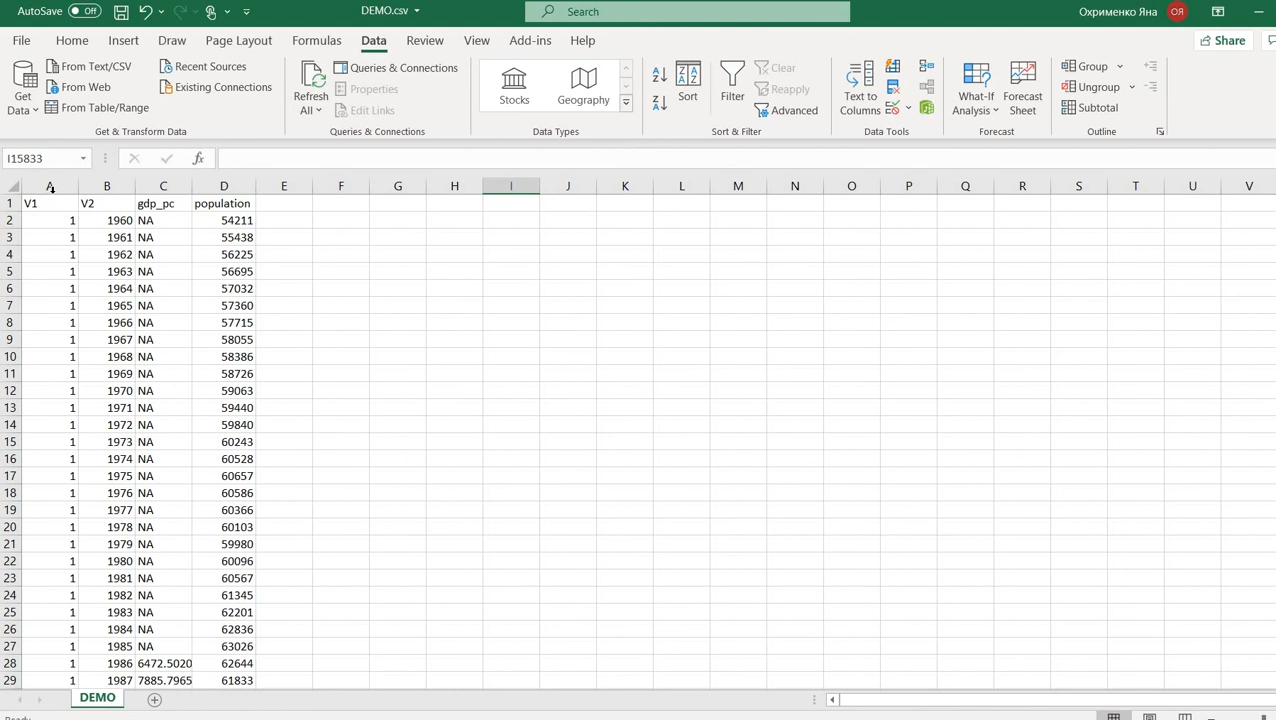 AutoSave Off DEMO.csv Search Охрименко Яна ОЯ
File Home Insert Draw Page Layout Formulas Data Review View Add-ins Help Share
Get Data From Text/CSV From Web From Table/Range Recent Sources Existing Connections
Get & Transform Data
Refresh All Queries & Connections Properties Edit Links
Queries & Connections
Stocks Geography
Data Types
Sort Filter Clear Reapply Advanced
Sort & Filter
Text to Columns
Data Tools
What-If Analysis Forecast Sheet
Forecast
Group Ungroup Subtotal
Outline
I15833 fx
A B C D E F G H I J K L M N O P Q R S T U V
1 V1 V2 gdp_pc population
2 1 1960 NA 54211
3 1 1961 NA 55438
4 1 1962 NA 56225
5 1 1963 NA 56695
6 1 1964 NA 57032
7 1 1965 NA 57360
8 1 1966 NA 57715
9 1 1967 NA 58055
10 1 1968 NA 58386
11 1 1969 NA 58726
12 1 1970 NA 59063
13 1 1971 NA 59440
14 1 1972 NA 59840
15 1 1973 NA 60243
16 1 1974 NA 60528
17 1 1975 NA 60657
18 1 1976 NA 60586
19 1 1977 NA 60366
20 1 1978 NA 60103
21 1 1979 NA 59980
22 1 1980 NA 60096
23 1 1981 NA 60567
24 1 1982 NA 61345
25 1 1983 NA 62201
26 1 1984 NA 62836
27 1 1985 NA 63026
28 1 1986 6472.5020 62644
29 1 1987 7885.7965 61833
DEMO